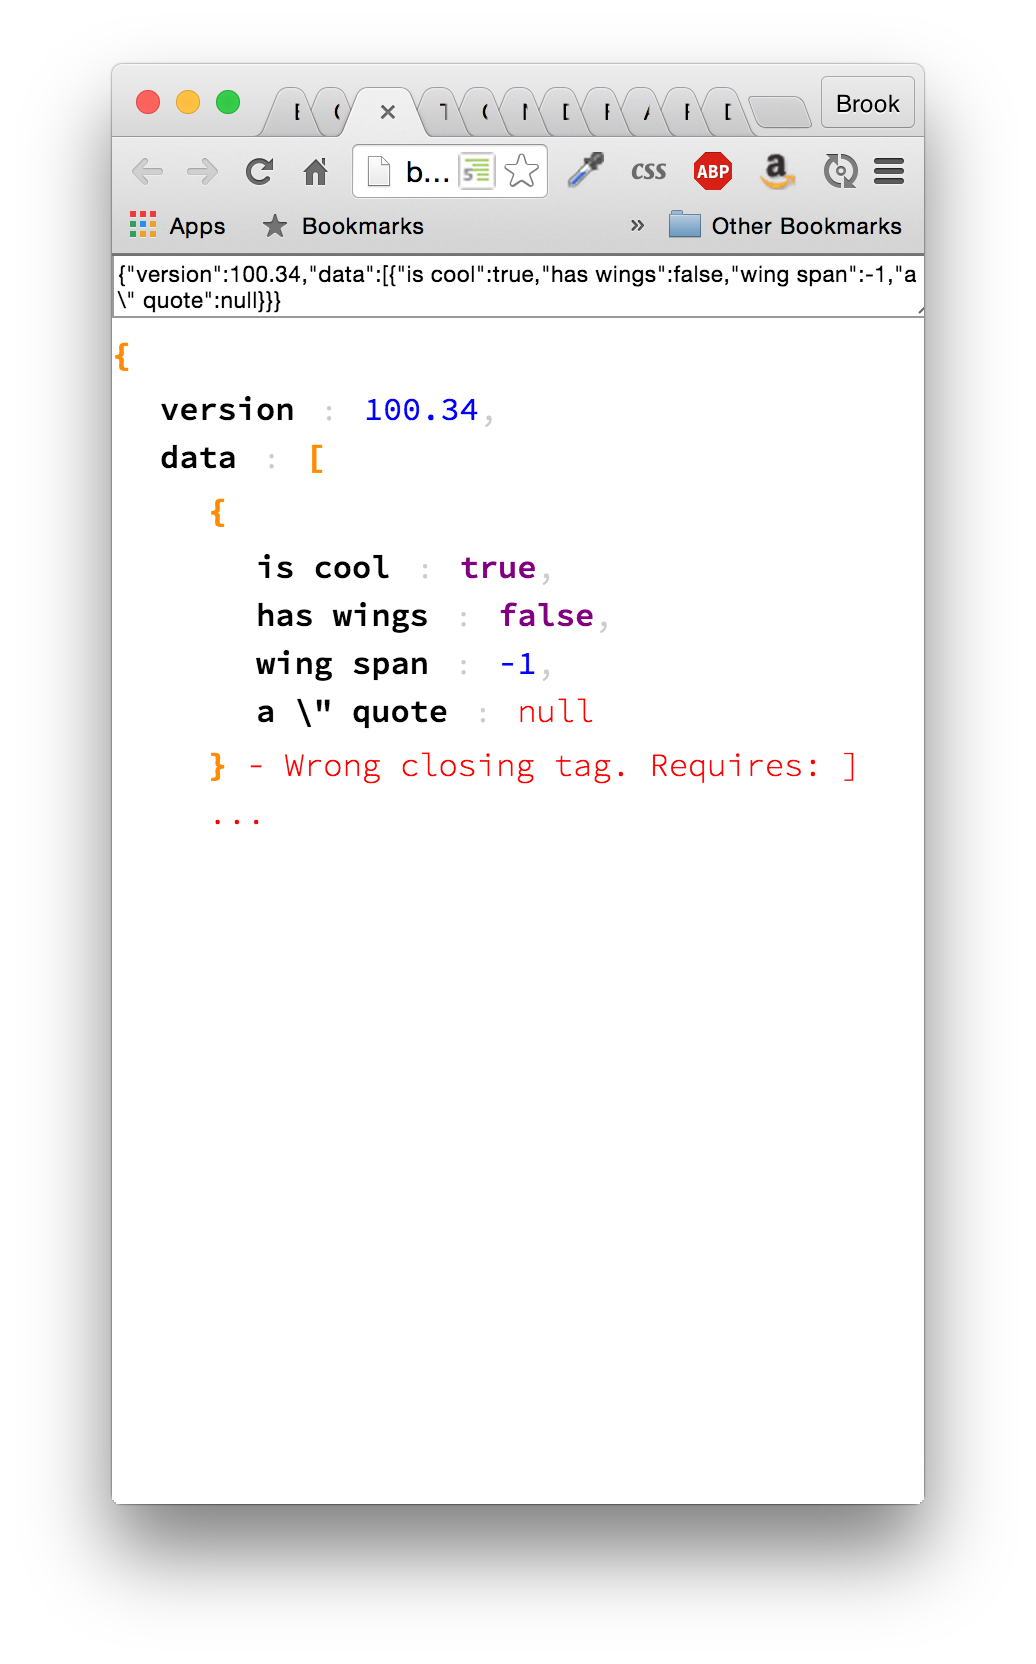 Brook
b...
5
css
ABP
a
Apps
Bookmarks
»
Other Bookmarks
{"version":100.34,"data":[{"is cool":true,"has wings":false,"wing span":-1,"a
\" quote":null}}}
{
version : 100.34,
data : [
{
is cool : true,
has wings : false,
wing span : -1,
a \" quote : null
} - Wrong closing tag. Requires: ]
...